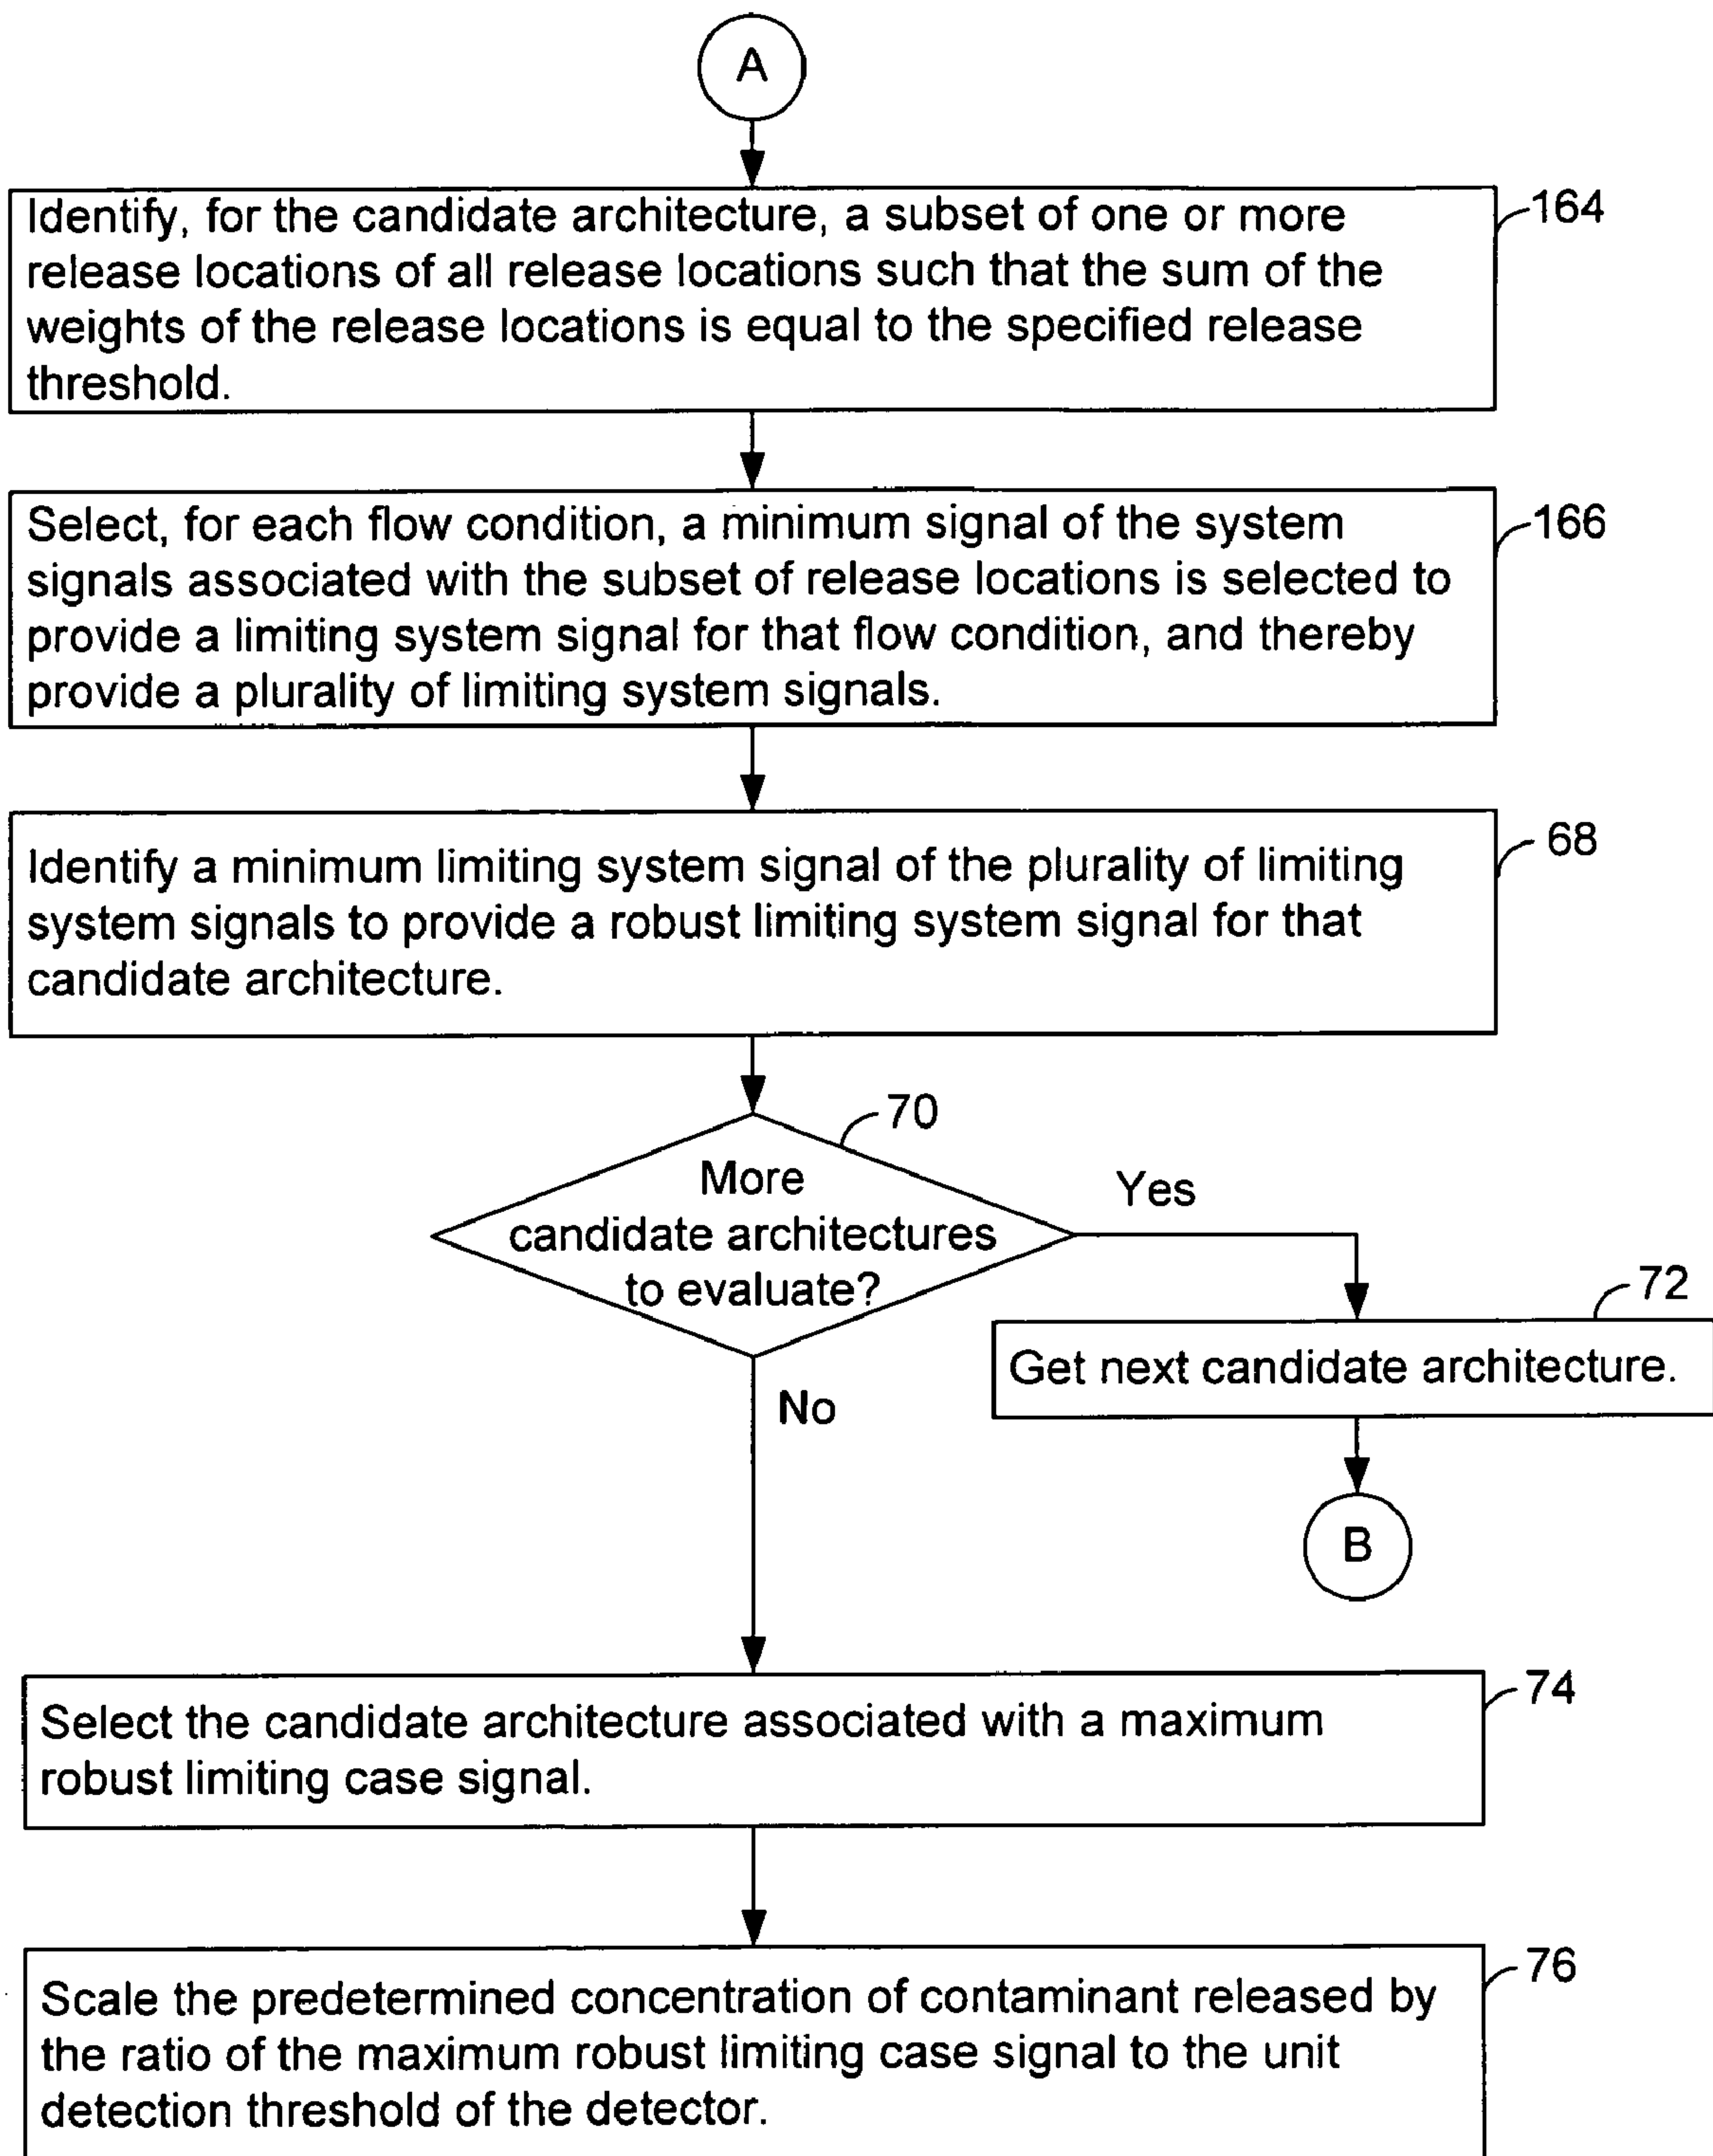 A
Identify, for the candidate architecture, a subset of one or more
release locations of all release locations such that the sum of the
weights of the release locations is equal to the specified release
threshold.
164
Select, for each flow condition, a minimum signal of the system
signals associated with the subset of release locations is selected to
provide a limiting system signal for that flow condition, and thereby
provide a plurality of limiting system signals.
166
Identify a minimum limiting system signal of the plurality of limiting
system signals to provide a robust limiting system signal for that
candidate architecture.
68
70
More
candidate architectures
to evaluate?
Yes
72
Get next candidate architecture.
No
B
74
Select the candidate architecture associated with a maximum
robust limiting case signal.
76
Scale the predetermined concentration of contaminant released by
the ratio of the maximum robust limiting case signal to the unit
detection threshold of the detector.